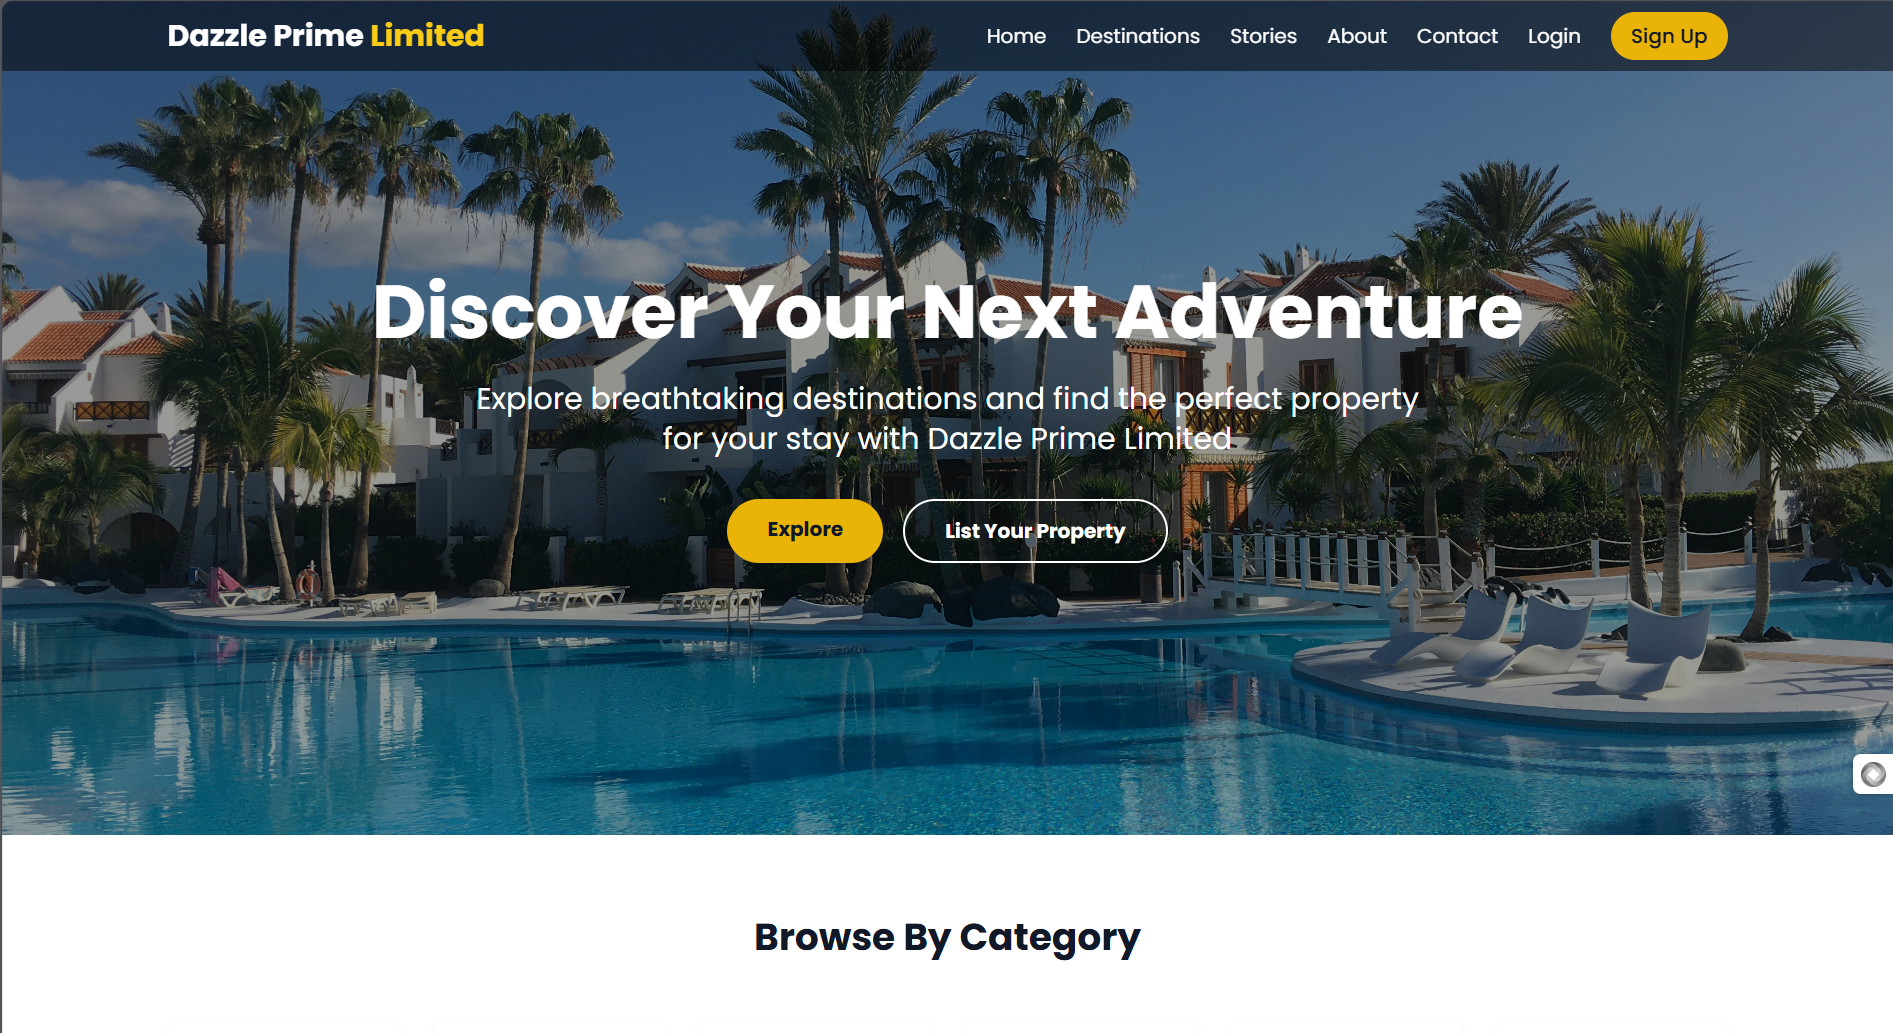 Dazzle Prime Limited
Home
Destinations
Stories
About
Contact
Login
Sign Up
Discover Your Next Adventure
Explore breathtaking destinations and find the perfect property
for your stay with Dazzle Prime Limited
Explore
List Your Property
Browse By Category